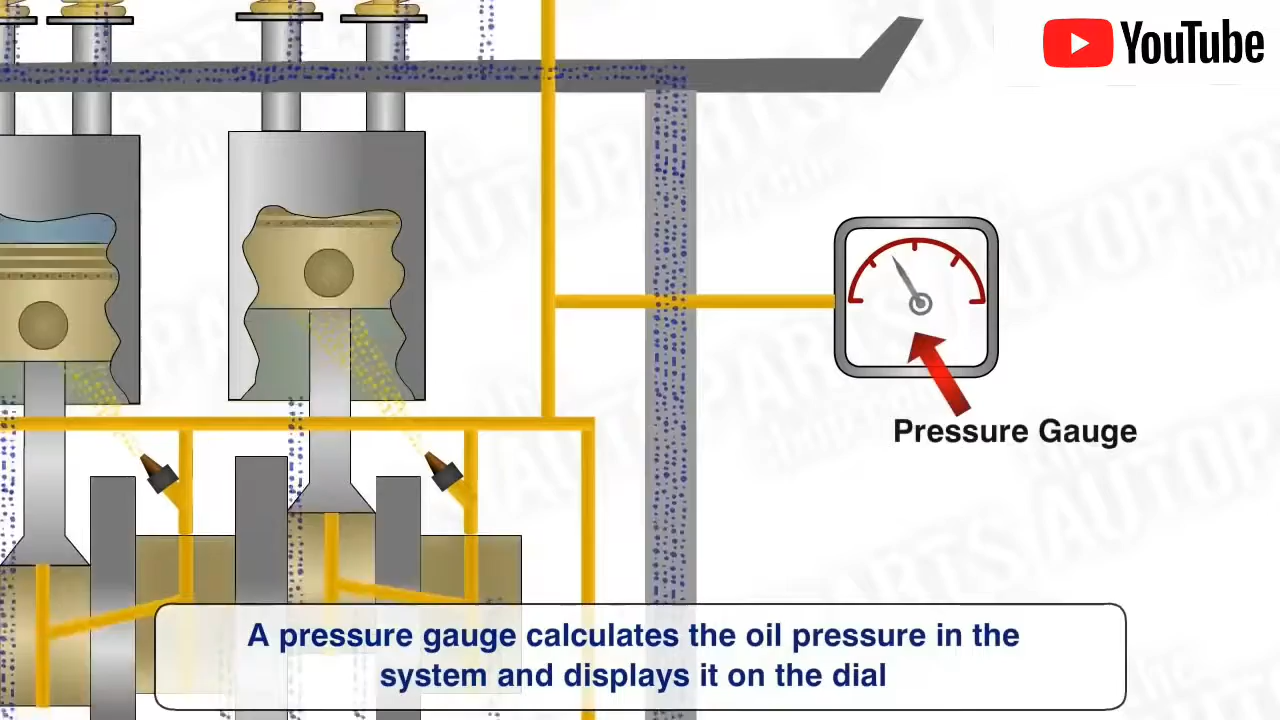 YouTube
Pressure Gauge
A pressure gauge calculates the oil pressure in the
system and displays it on the dial